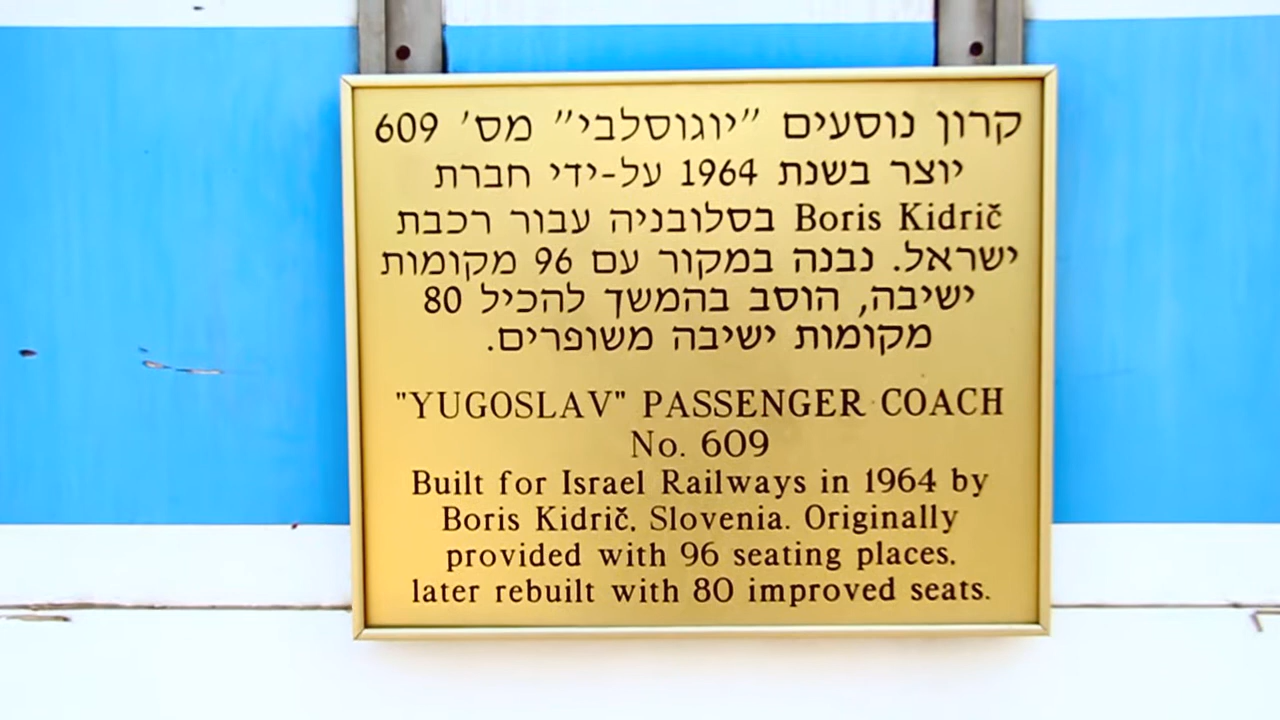 קרון נוסעים "יוגוסלבי" מס' 609
יוצר בשנת 1964 על-ידי חברת
Boris Kidrič בסלובניה עבור רכבת
ישראל. נבנה במקור עם 96 מקומות
ישיבה, הוסב בהמשך להכיל 80
מקומות ישיבה משופרים.
"YUGOSLAV" PASSENGER COACH
No. 609
Built for Israel Railways in 1964 by
Boris Kidrič, Slovenia. Originally
provided with 96 seating places,
later rebuilt with 80 improved seats.